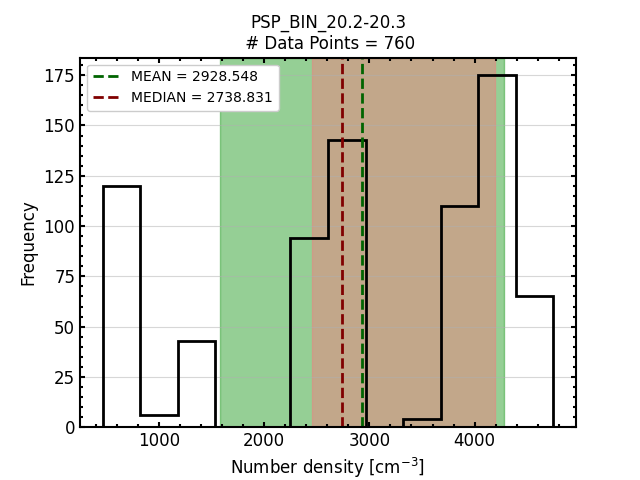 PSP_BIN_20.2-20.3
# Data Points = 760
MEAN = 2928.548
MEDIAN = 2738.831
Frequency
175
150
125
100
75
50
25
0
1000 2000 3000 4000
Number density [cm⁻³]